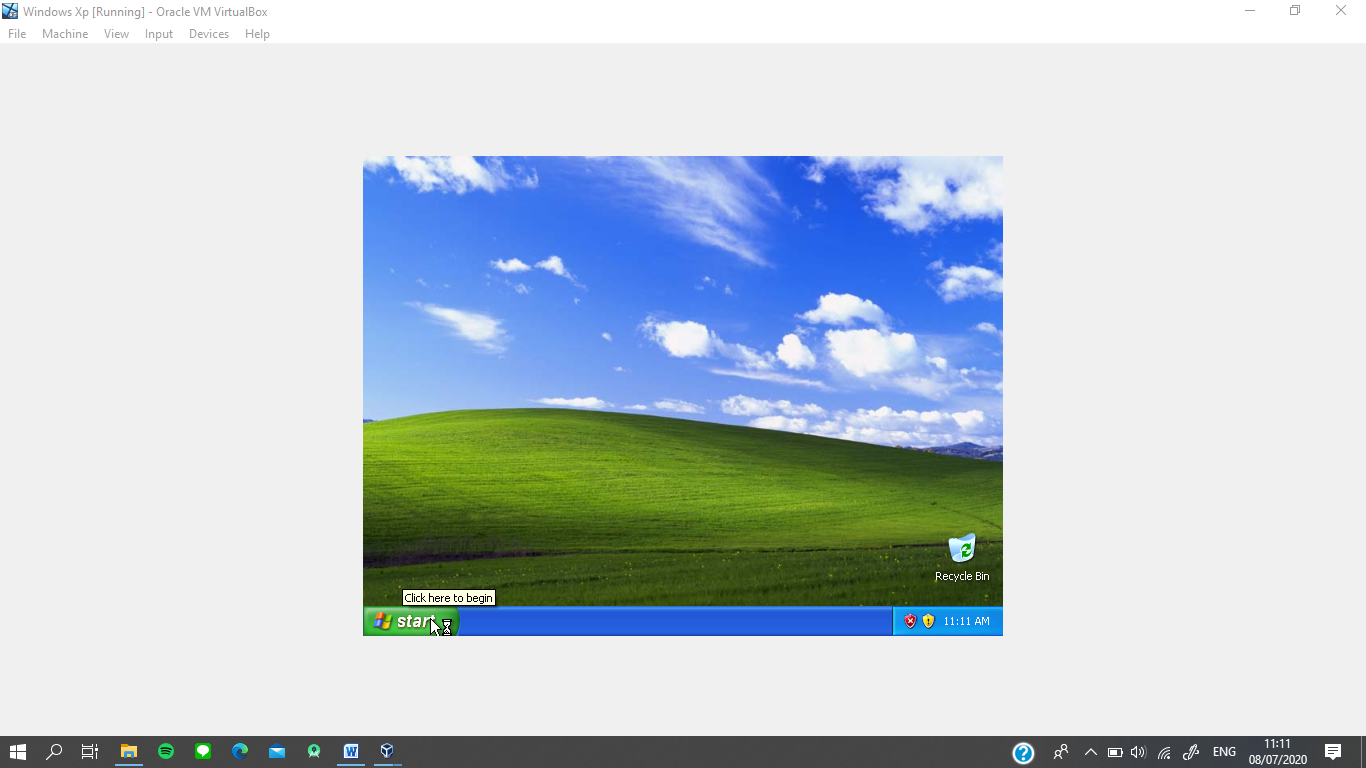 Windows Xp [Running] - Oracle VM VirtualBox
File Machine View Input Devices Help
Recycle Bin
Click here to begin
start
11:11 AM
W
ENG
11:11
08/07/2020